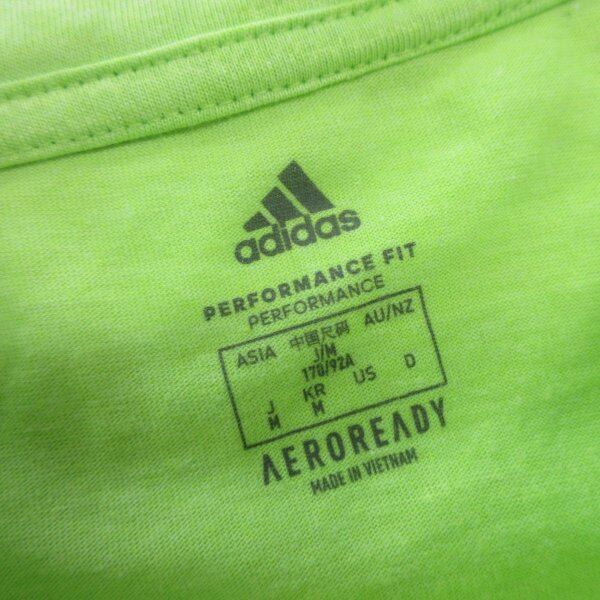 adidas
PERFORMANCE FIT
PERFORMANCE
ASIA 中国尺码 AU/NZ
J/M
170/92A
J KR US D
M M
AEROREADY
MADE IN VIETNAM